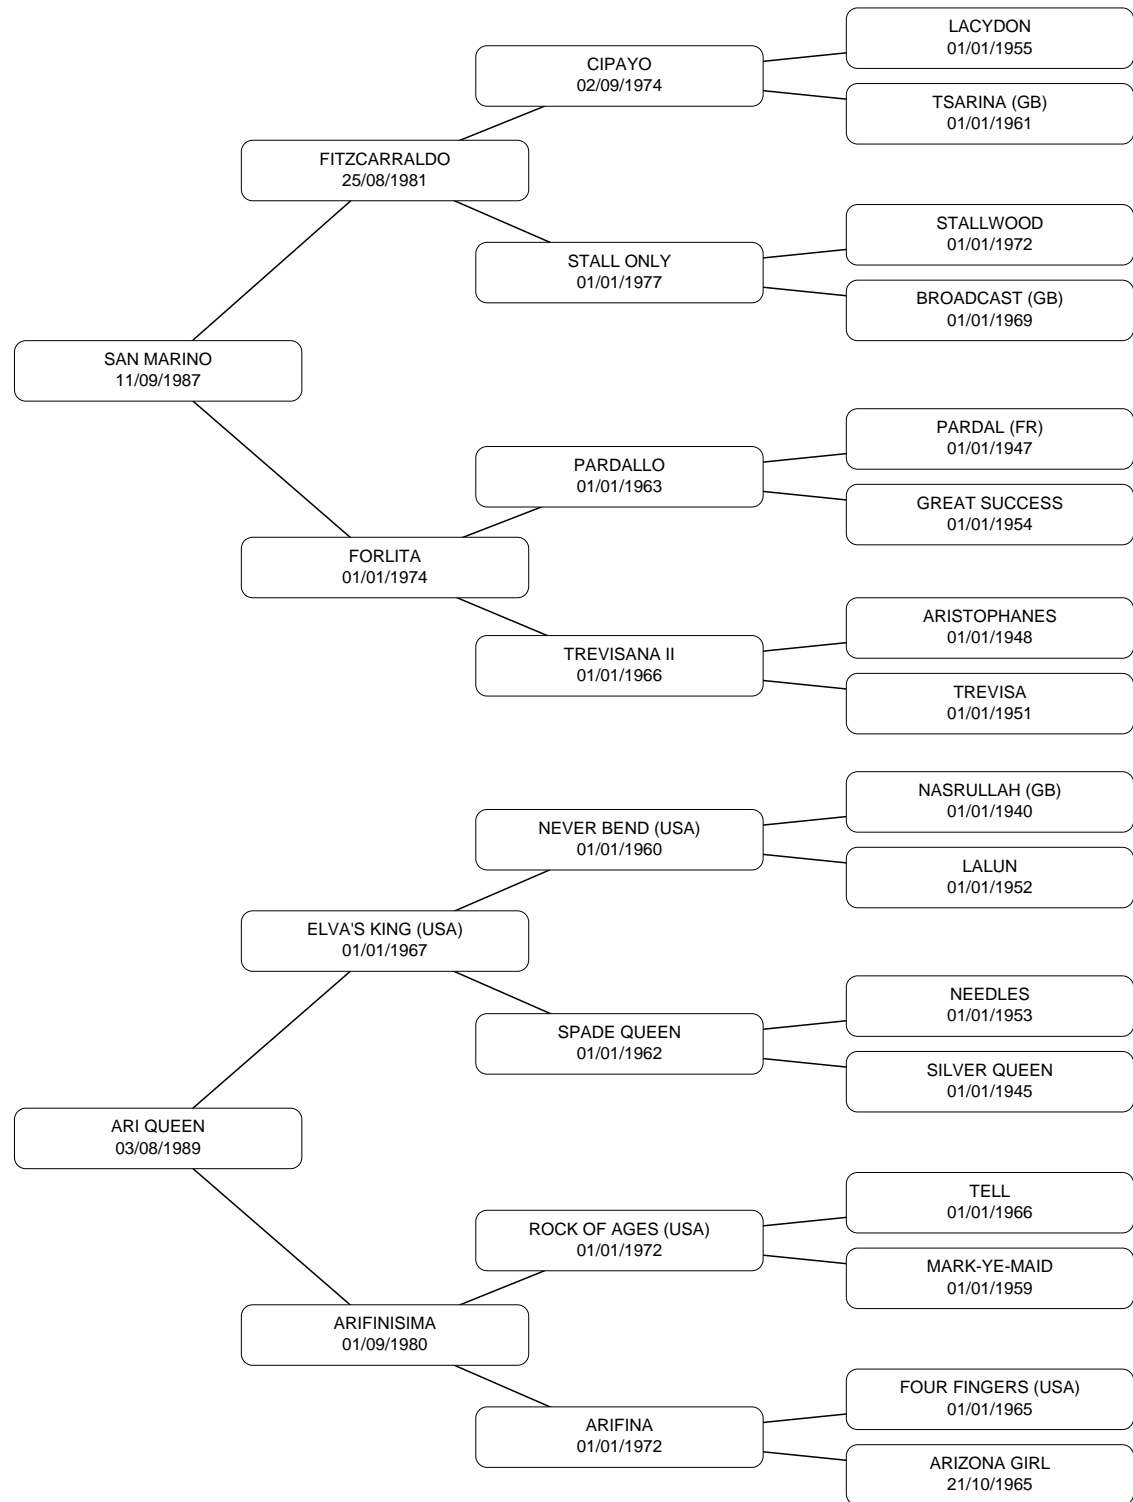 LACYDON
01/01/1955
CIPAYO
02/09/1974
TSARINA (GB)
01/01/1961
FITZCARRALDO
25/08/1981
STALLWOOD
01/01/1972
STALL ONLY
01/01/1977
BROADCAST (GB)
01/01/1969
SAN MARINO
11/09/1987
PARDAL (FR)
01/01/1947
PARDALLO
01/01/1963
GREAT SUCCESS
01/01/1954
FORLITA
01/01/1974
ARISTOPHANES
01/01/1948
TREVISANA II
01/01/1966
TREVISA
01/01/1951
NASRULLAH (GB)
01/01/1940
NEVER BEND (USA)
01/01/1960
LALUN
01/01/1952
ELVA'S KING (USA)
01/01/1967
NEEDLES
01/01/1953
SPADE QUEEN
01/01/1962
SILVER QUEEN
01/01/1945
ARI QUEEN
03/08/1989
TELL
01/01/1966
ROCK OF AGES (USA)
01/01/1972
MARK-YE-MAID
01/01/1959
ARIFINISIMA
01/09/1980
FOUR FINGERS (USA)
01/01/1965
ARIFINA
01/01/1972
ARIZONA GIRL
21/10/1965